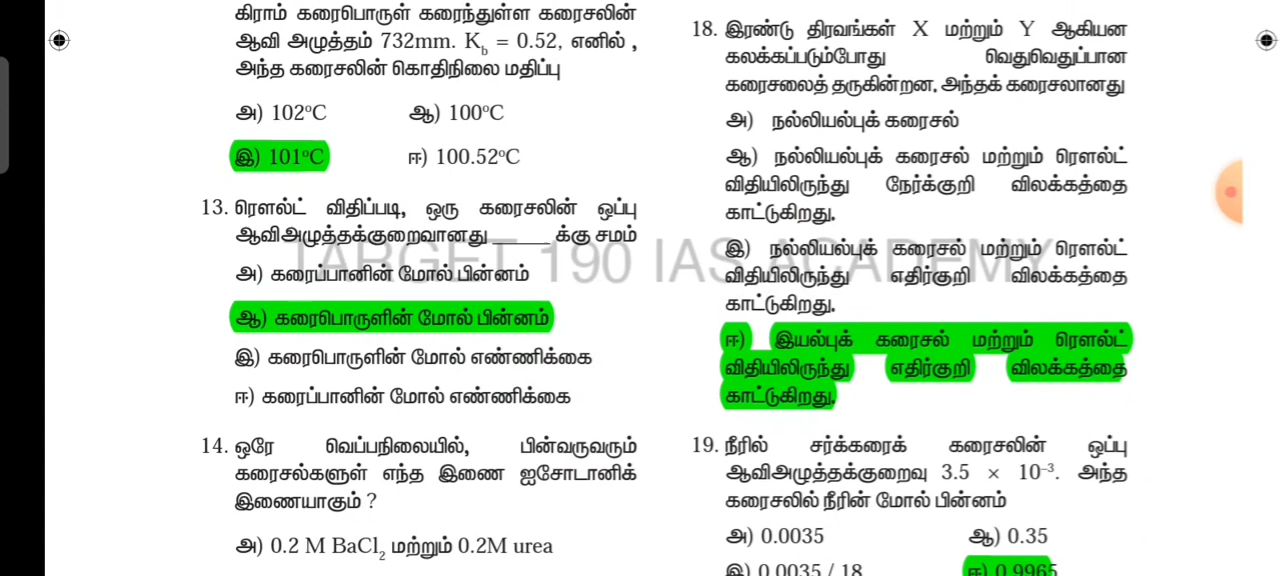 கிராம் கரைபொருள் கரைந்துள்ள கரைசலின்
ஆவி அழுத்தம் 732mm. Kb = 0.52, எனில் ,
அந்த கரைசலின் கொதிநிலை மதிப்பு
அ) 102°C ஆ) 100°C
இ) 101°C ஈ) 100.52°C
13. ரௌல்ட் விதிப்படி, ஒரு கரைசலின் ஒப்பு
ஆவிஅழுத்தக்குறைவானது ______ க்கு சமம்
அ) கரைப்பானின் மோல் பின்னம்
ஆ) கரைபொருளின் மோல் பின்னம்
இ) கரைபொருளின் மோல் எண்ணிக்கை
ஈ) கரைப்பானின் மோல் எண்ணிக்கை
14. ஒரே வெப்பநிலையில், பின்வருவரும்
கரைசல்களுள் எந்த இணை ஐசோடானிக்
இணையாகும் ?
அ) 0.2 M BaCl₂ மற்றும் 0.2M urea
18. இரண்டு திரவங்கள் X மற்றும் Y ஆகியன
கலக்கப்படும்போது வெதுவெதுப்பான
கரைசலைத் தருகின்றன. அந்தக் கரைசலானது
அ) நல்லியல்புக் கரைசல்
ஆ) நல்லியல்புக் கரைசல் மற்றும் ரௌல்ட்
விதியிலிருந்து நேர்க்குறி விலக்கத்தை
காட்டுகிறது.
இ) நல்லியல்புக் கரைசல் மற்றும் ரௌல்ட்
விதியிலிருந்து எதிர்குறி விலக்கத்தை
காட்டுகிறது.
ஈ) இயல்புக் கரைசல் மற்றும் ரௌல்ட்
விதியிலிருந்து எதிர்குறி விலக்கத்தை
காட்டுகிறது.
19. நீரில் சர்க்கரைக் கரைசலின் ஒப்பு
ஆவிஅழுத்தக்குறைவு 3.5 × 10⁻³. அந்த
கரைசலில் நீரின் மோல் பின்னம்
அ) 0.0035 ஆ) 0.35
இ) 0.0035 / 18 ஈ) 0.9965
TARGET 190 IAS ACADEMY